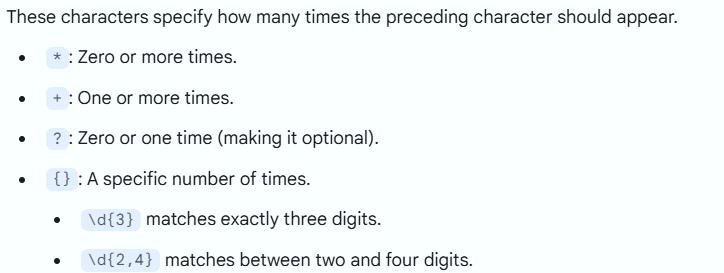 These characters specify how many times the preceding character should appear.
• *: Zero or more times.
• +: One or more times.
• ?: Zero or one time (making it optional).
• {}: A specific number of times.
• \d{3} matches exactly three digits.
• \d{2,4} matches between two and four digits.